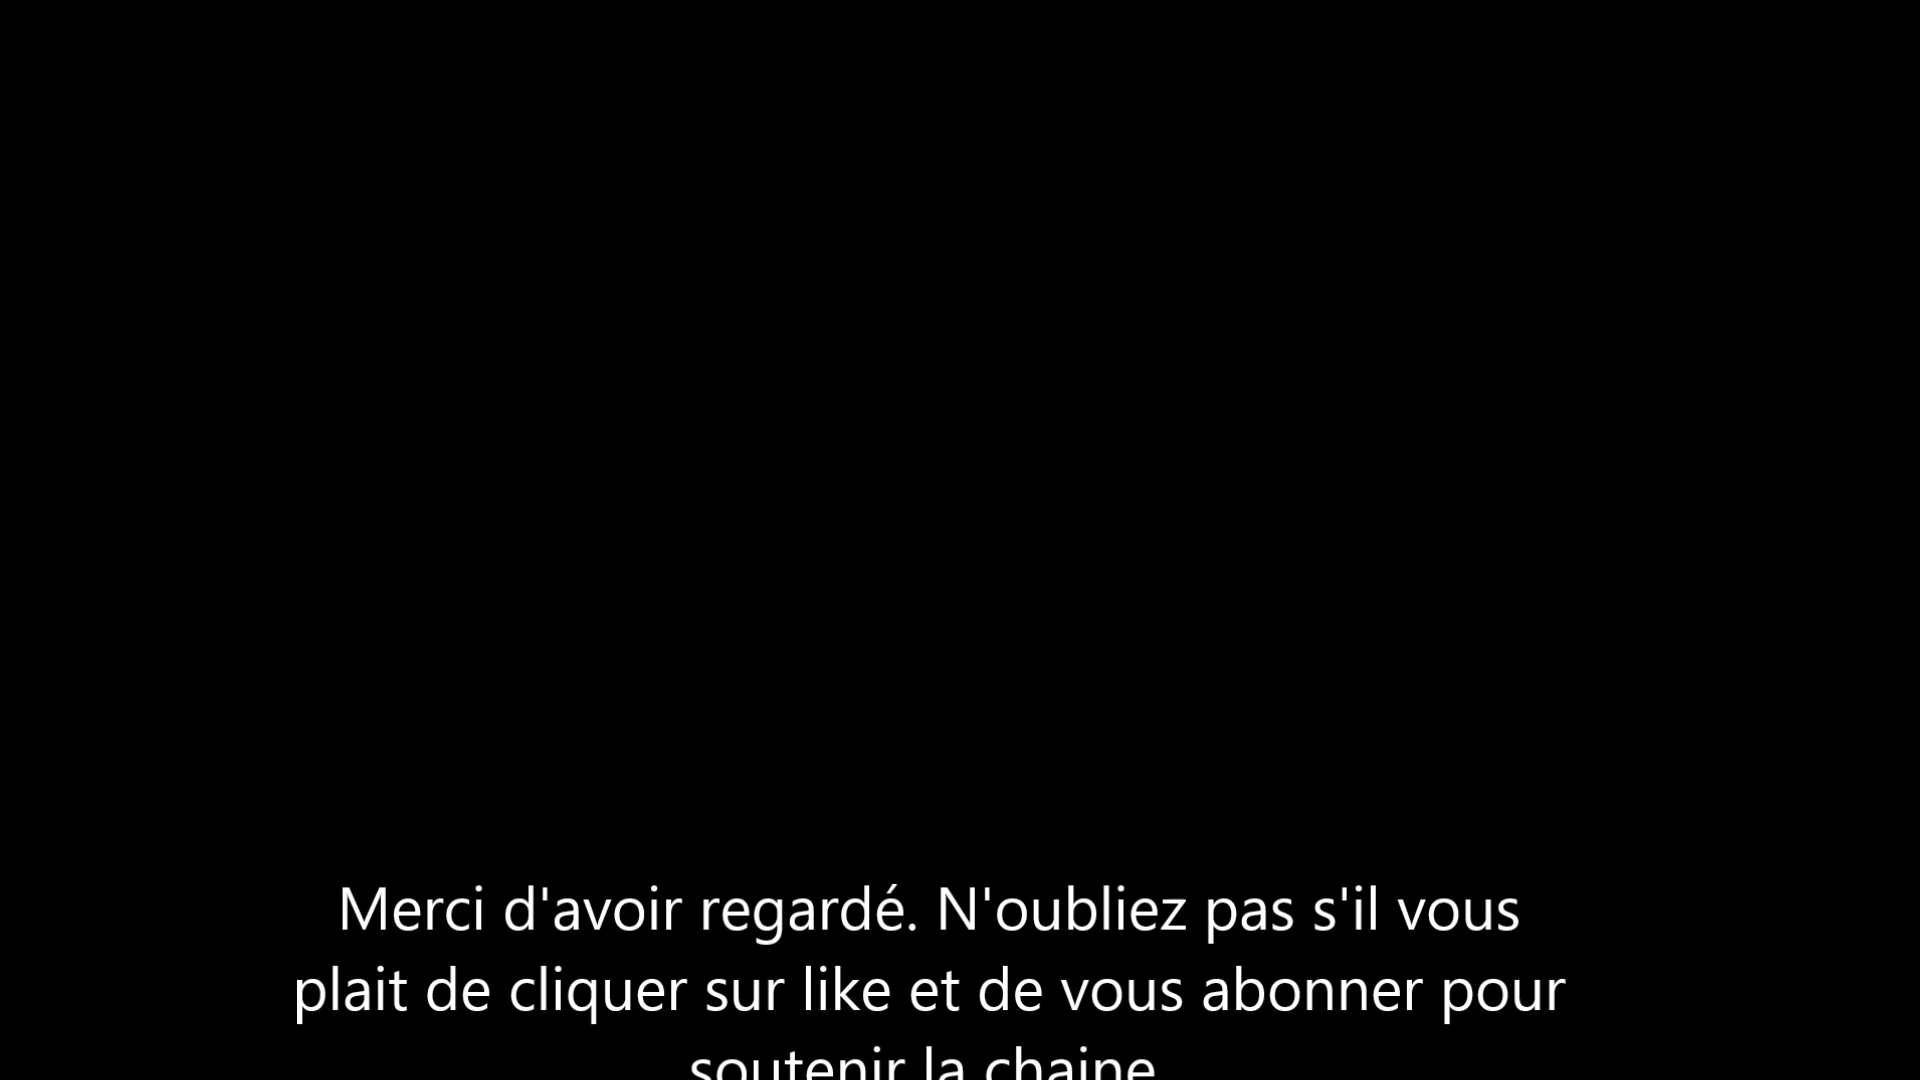 Merci d'avoir regardé. N'oubliez pas s'il vous
plait de cliquer sur like et de vous abonner pour
soutenir la chaine